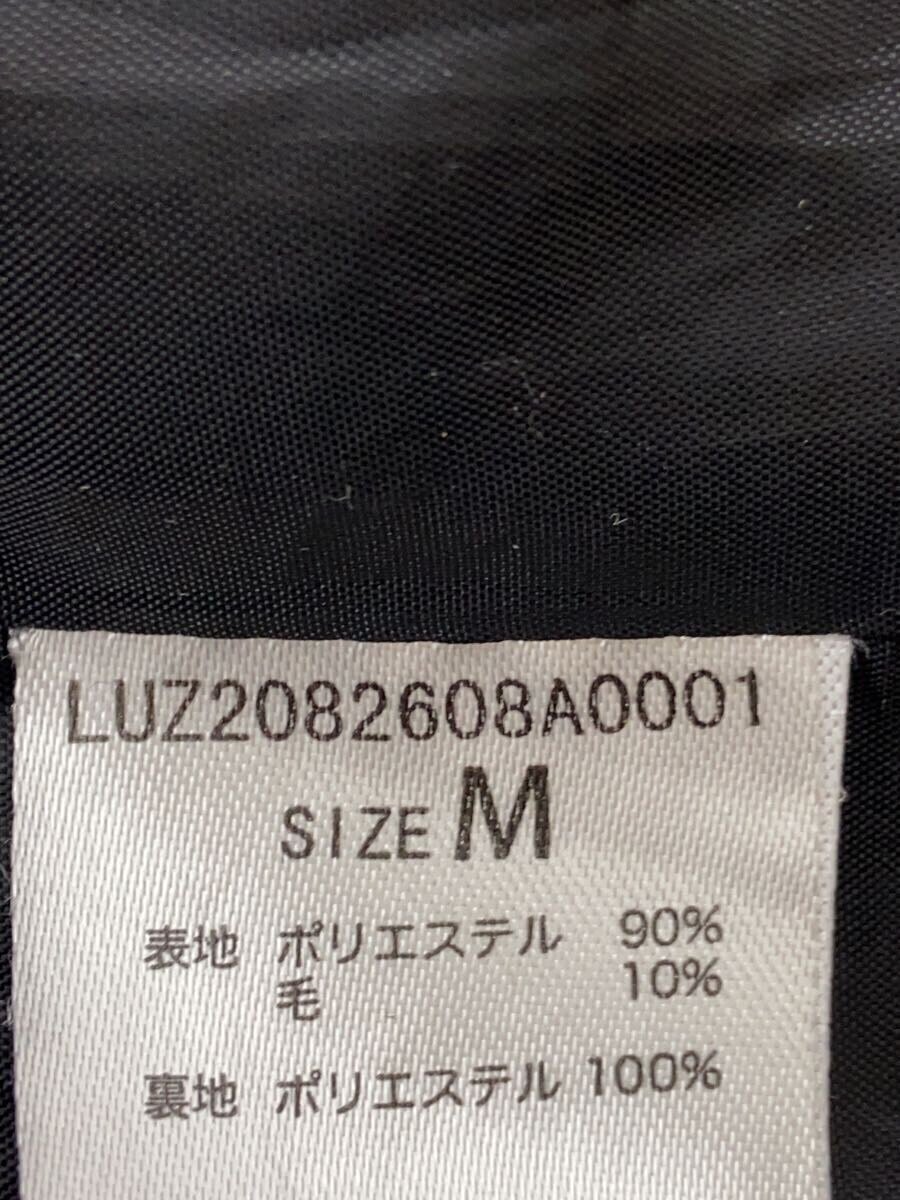 LUZ2082608A0001
SIZE M
表地 ポリエステル 90%
毛 10%
裏地 ポリエステル 100%